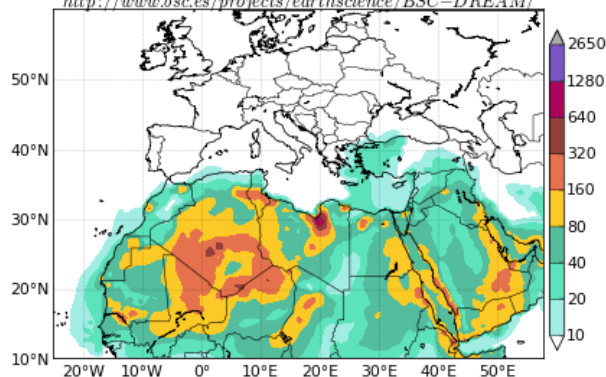 http://www.bsc.es/projects/earthscience/BSC−DREAM/
50°N
40°N
30°N
20°N
10°N
20°W 10°W 0° 10°E 20°E 30°E 40°E 50°E
2650
1280
640
320
160
80
40
20
10